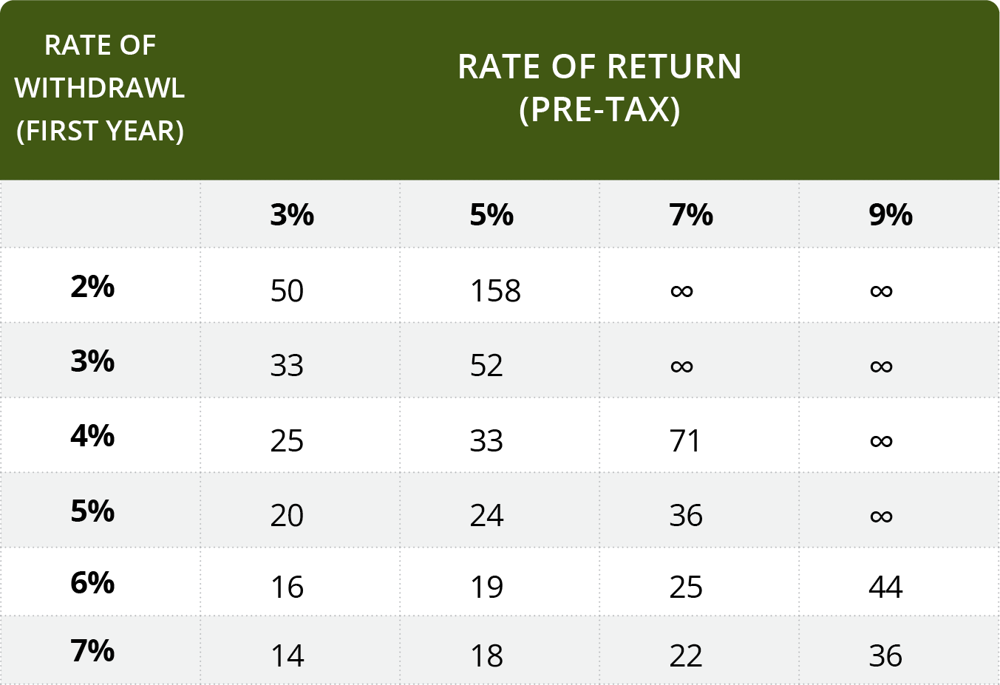 RATE OF
WITHDRAWL
(FIRST YEAR)
RATE OF RETURN
(PRE-TAX)
3% 5% 7% 9%
2% 50 158 ∞ ∞
3% 33 52 ∞ ∞
4% 25 33 71 ∞
5% 20 24 36 ∞
6% 16 19 25 44
7% 14 18 22 36